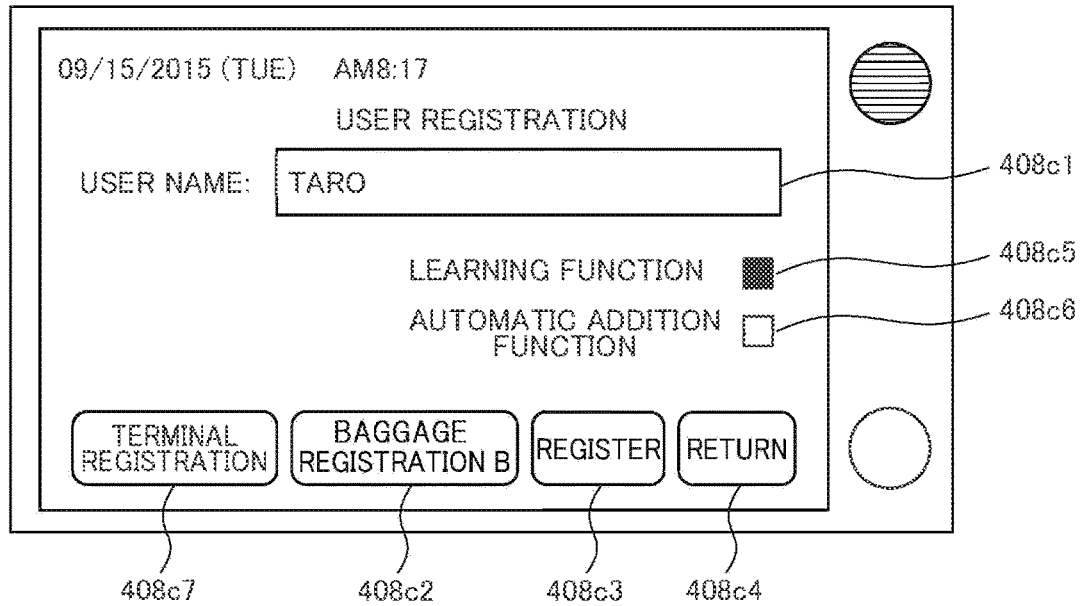 09/15/2015 (TUE) AM8:17
USER REGISTRATION
USER NAME: TARO
408c1
LEARNING FUNCTION
408c5
AUTOMATIC ADDITION
FUNCTION
408c6
TERMINAL
REGISTRATION
BAGGAGE
REGISTRATION B
REGISTER
RETURN
408c7 408c2 408c3 408c4